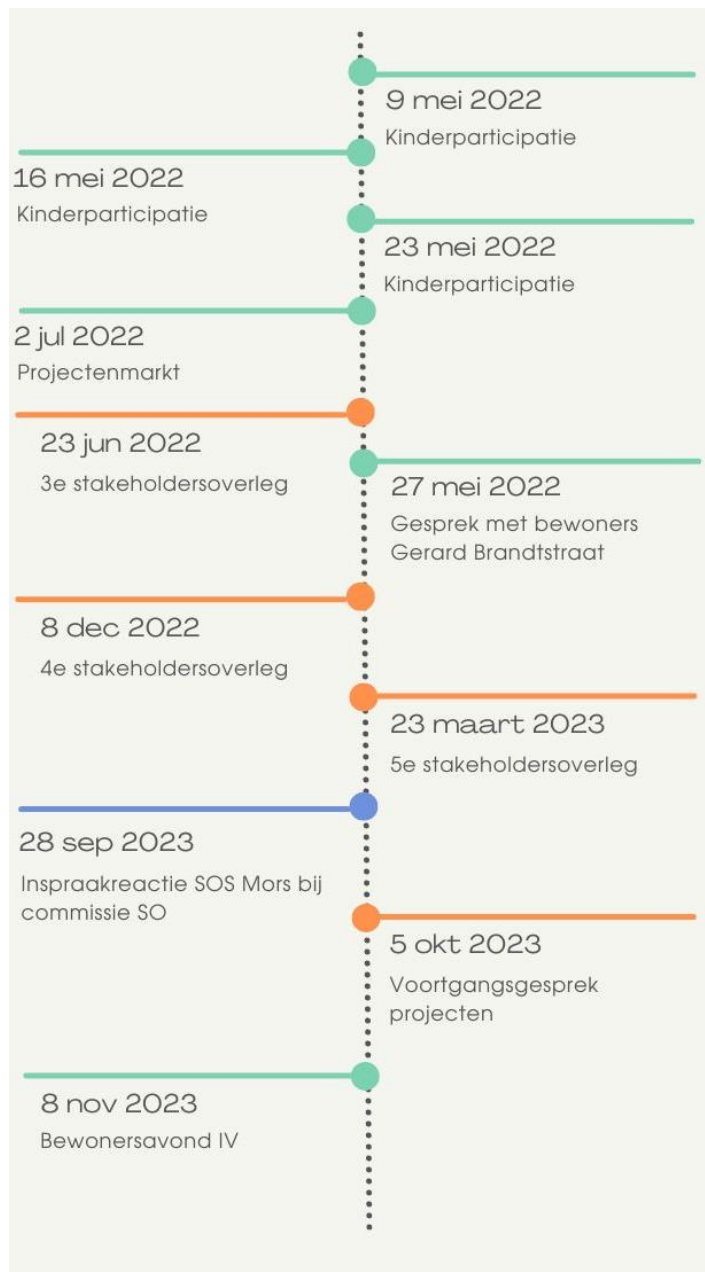 9 mei 2022
Kinderparticipatie
16 mei 2022
Kinderparticipatie
23 mei 2022
Kinderparticipatie
2 jul 2022
Projectenmarkt
23 jun 2022
3e stakeholdersoverleg
27 mei 2022
Gesprek met bewoners
Gerard Brandtstraat
8 dec 2022
4e stakeholdersoverleg
23 maart 2023
5e stakeholdersoverleg
28 sep 2023
Inspraakreactie SOS Mors bij
commissie SO
5 okt 2023
Voortgangsgesprek
projecten
8 nov 2023
Bewonersavond IV